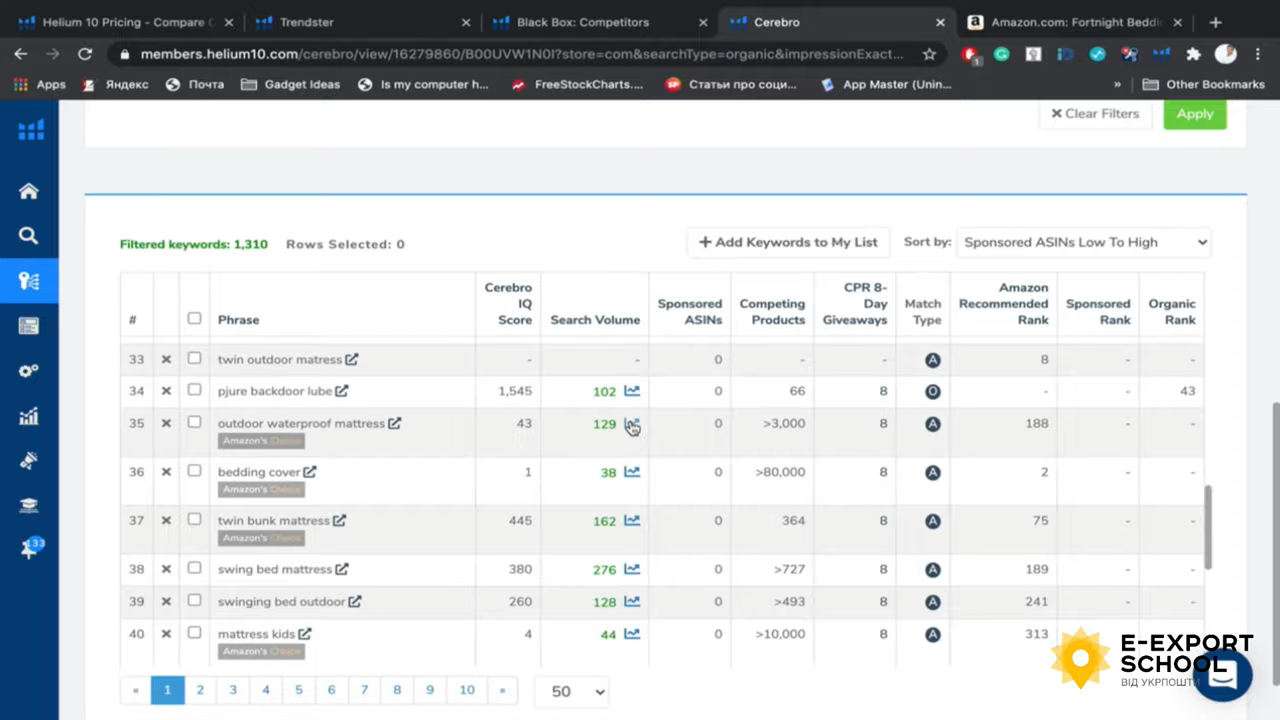 Helium 10 Pricing - Compare
Trendster
Black Box: Competitors
Cerebro
Amazon.com: Fortnight Beddi
members.helium10.com/cerebro/view/16279860/B00UVW1N0I?store=com&searchType=organic&impressionExact...
Apps
Яндекс
Почта
Gadget Ideas
Is my computer h...
FreeStockCharts....
Статьи про соци...
App Master (Unin...
»
Other Bookmarks
Clear Filters
Apply
Filtered keywords: 1,310
Rows Selected: 0
+ Add Keywords to My List
Sort by:
Sponsored ASINs Low To High
# Phrase Cerebro IQ Score Search Volume Sponsored ASINs Competing Products CPR 8-Day Giveaways Match Type Amazon Recommended Rank Sponsored Rank Organic Rank
33 twin outdoor matress - - 0 - - A 8 - -
34 pjure backdoor lube 1,545 102 0 66 8 O - - 43
35 outdoor waterproof mattress 43 129 0 >3,000 8 A 188 - -
Amazon's Choice
36 bedding cover 1 38 0 >80,000 8 A 2 - -
Amazon's Choice
37 twin bunk mattress 445 162 0 364 8 A 75 - -
Amazon's Choice
38 swing bed mattress 380 276 0 >727 8 A 189 - -
39 swinging bed outdoor 260 128 0 >493 8 A 241 - -
40 mattress kids 4 44 0 >10,000 8 A 313 - -
Amazon's Choice
133
« 1 2 3 4 5 6 7 8 9 10 »
50
E-EXPORT
SCHOOL
ВІД УКРПОШТИ